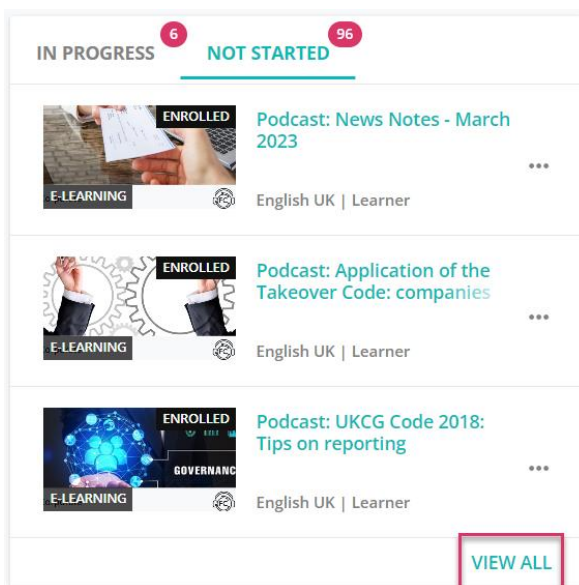 6
96
IN PROGRESS
NOT STARTED
ENROLLED
E-LEARNING
Podcast: News Notes - March
2023
English UK | Learner
ENROLLED
E-LEARNING
Podcast: Application of the
Takeover Code: companies
English UK | Learner
ENROLLED
GOVERNANC
E-LEARNING
Podcast: UKCG Code 2018:
Tips on reporting
English UK | Learner
VIEW ALL